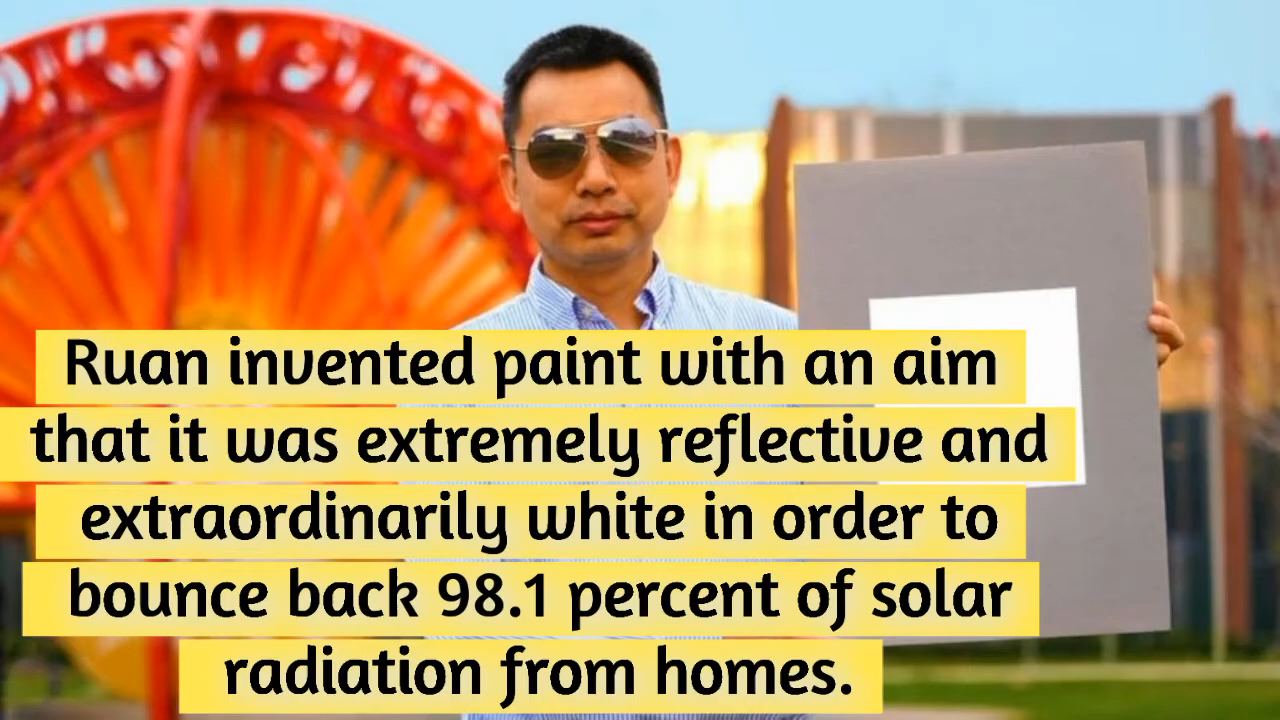 Ruan invented paint with an aim
that it was extremely reflective and
extraordinarily white in order to
bounce back 98.1 percent of solar
radiation from homes.